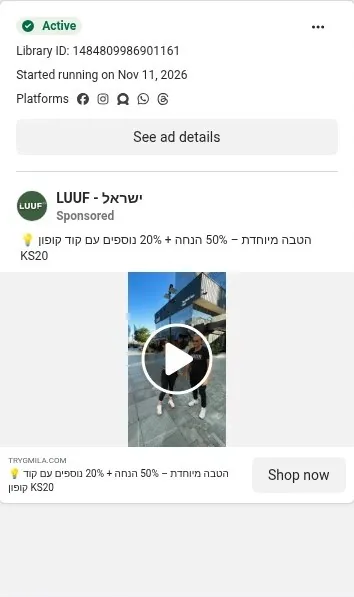 Active
Library ID: 1484809986901161
Started running on Nov 11, 2026
Platforms
See ad details
LUUF
LUUF - ישראל
Sponsored
💡 הטבה מיוחדת – 50% הנחה + 20% נוספים עם קוד קופון
KS20
TRYGMILA.COM
💡 הטבה מיוחדת – 50% הנחה + 20% נוספים עם קוד
קופון KS20
Shop now